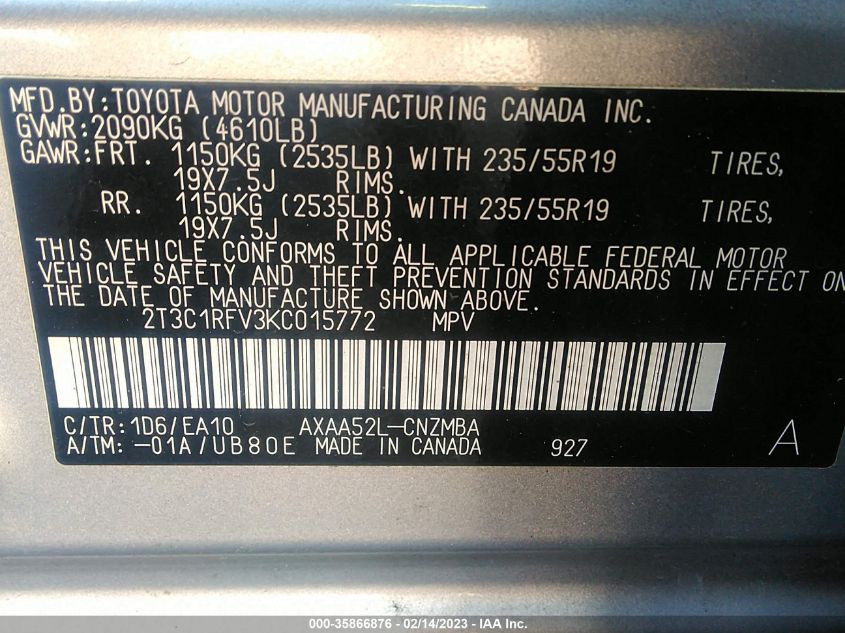 MFD.BY:TOYOTA MOTOR MANUFACTURING CANADA INC.
GVWR:2090KG (4610LB)
GAWR:FRT. 1150KG (2535LB) WITH 235/55R19 TIRES,
19X7.5J RIMS.
RR. 1150KG (2535LB) WITH 235/55R19 TIRES,
19X7.5J RIMS.
THIS VEHICLE CONFORMS TO ALL APPLICABLE FEDERAL MOTOR
VEHICLE SAFETY AND THEFT PREVENTION STANDARDS IN EFFECT ON
THE DATE OF MANUFACTURE SHOWN ABOVE.
2T3C1RFV3KC015772 MPV
C/TR:1D6/EA10 AXAA52L-CNZMBA
A/TM:-01A/UB80E MADE IN CANADA 927 A
000-35866876 - 02/14/2023 - IAA Inc.